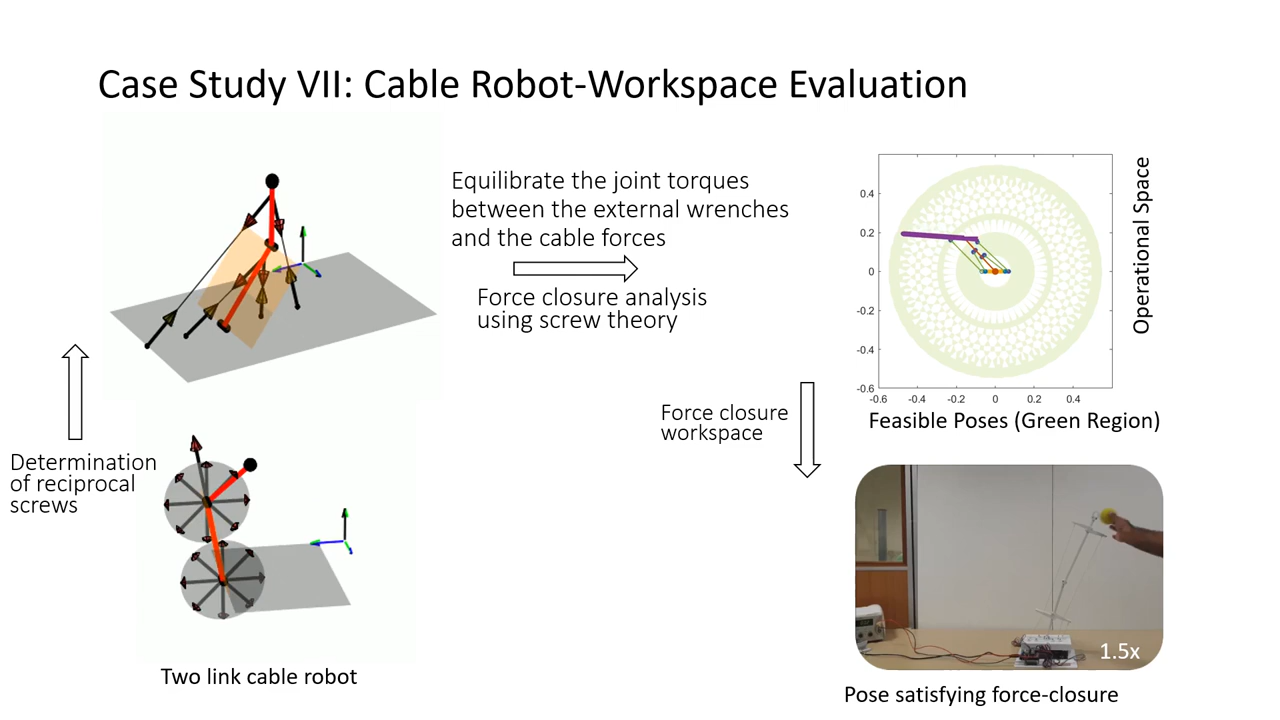 Case Study VII: Cable Robot-Workspace Evaluation
Equilibrate the joint torques
between the external wrenches
and the cable forces
Force closure analysis
using screw theory
0.4
0.2
0
-0.2
-0.4
-0.6
-0.6
-0.4
-0.2
0
0.2
0.4
Operational Space
Feasible Poses (Green Region)
Force closure
workspace
Determination
of reciprocal
screws
Two link cable robot
1.5x
Pose satisfying force-closure